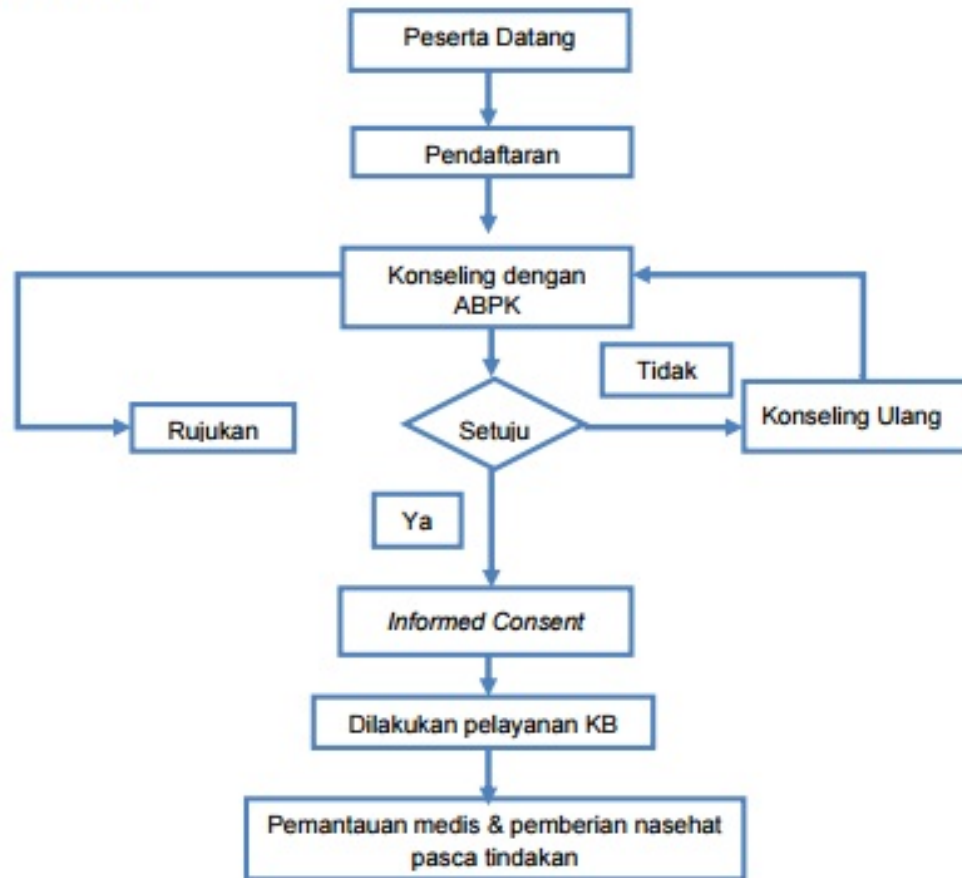 Peserta Datang
Pendaftaran
Konseling dengan
ABPK
Tidak
Rujukan
Setuju
Konseling Ulang
Ya
Informed Consent
Dilakukan pelayanan KB
Pemantauan medis & pemberian nasehat
pasca tindakan